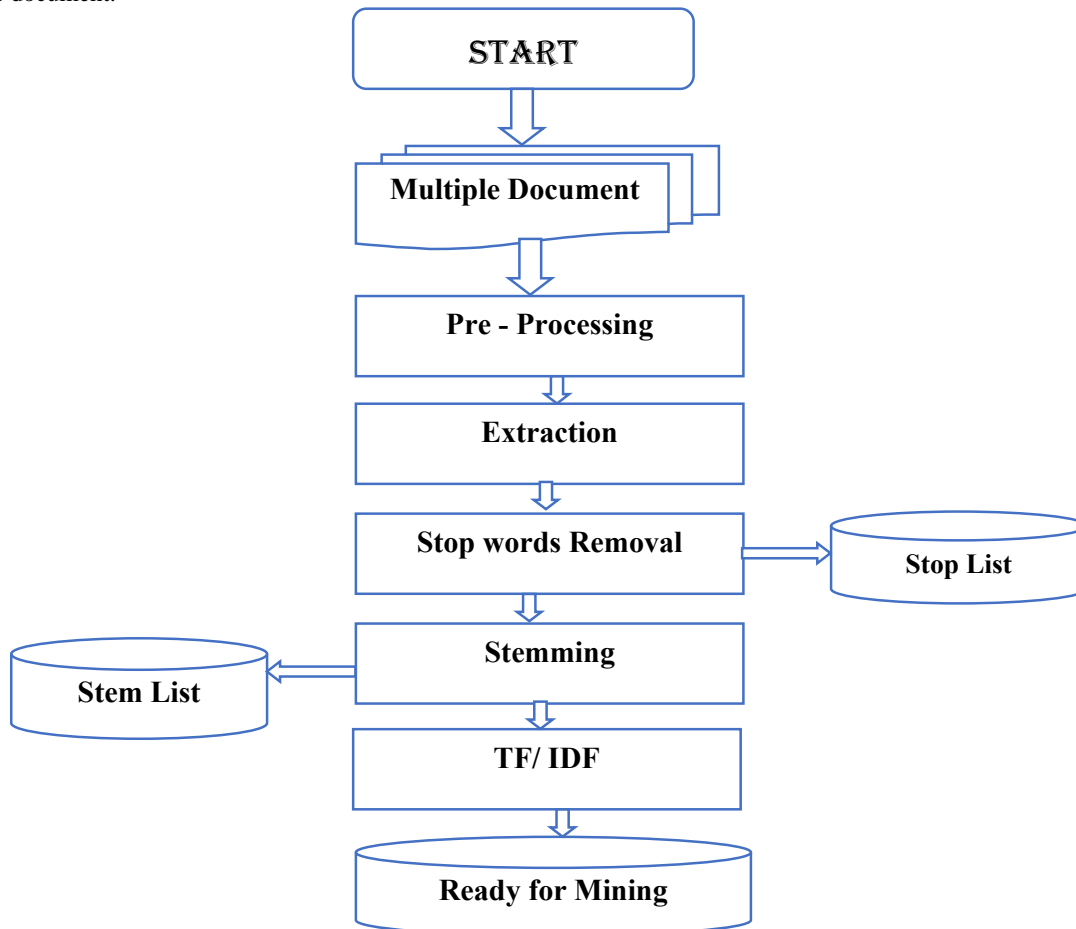 document.
START
Multiple Document
Pre - Processing
Extraction
Stop words Removal
Stop List
Stemming
Stem List
TF/ IDF
Ready for Mining